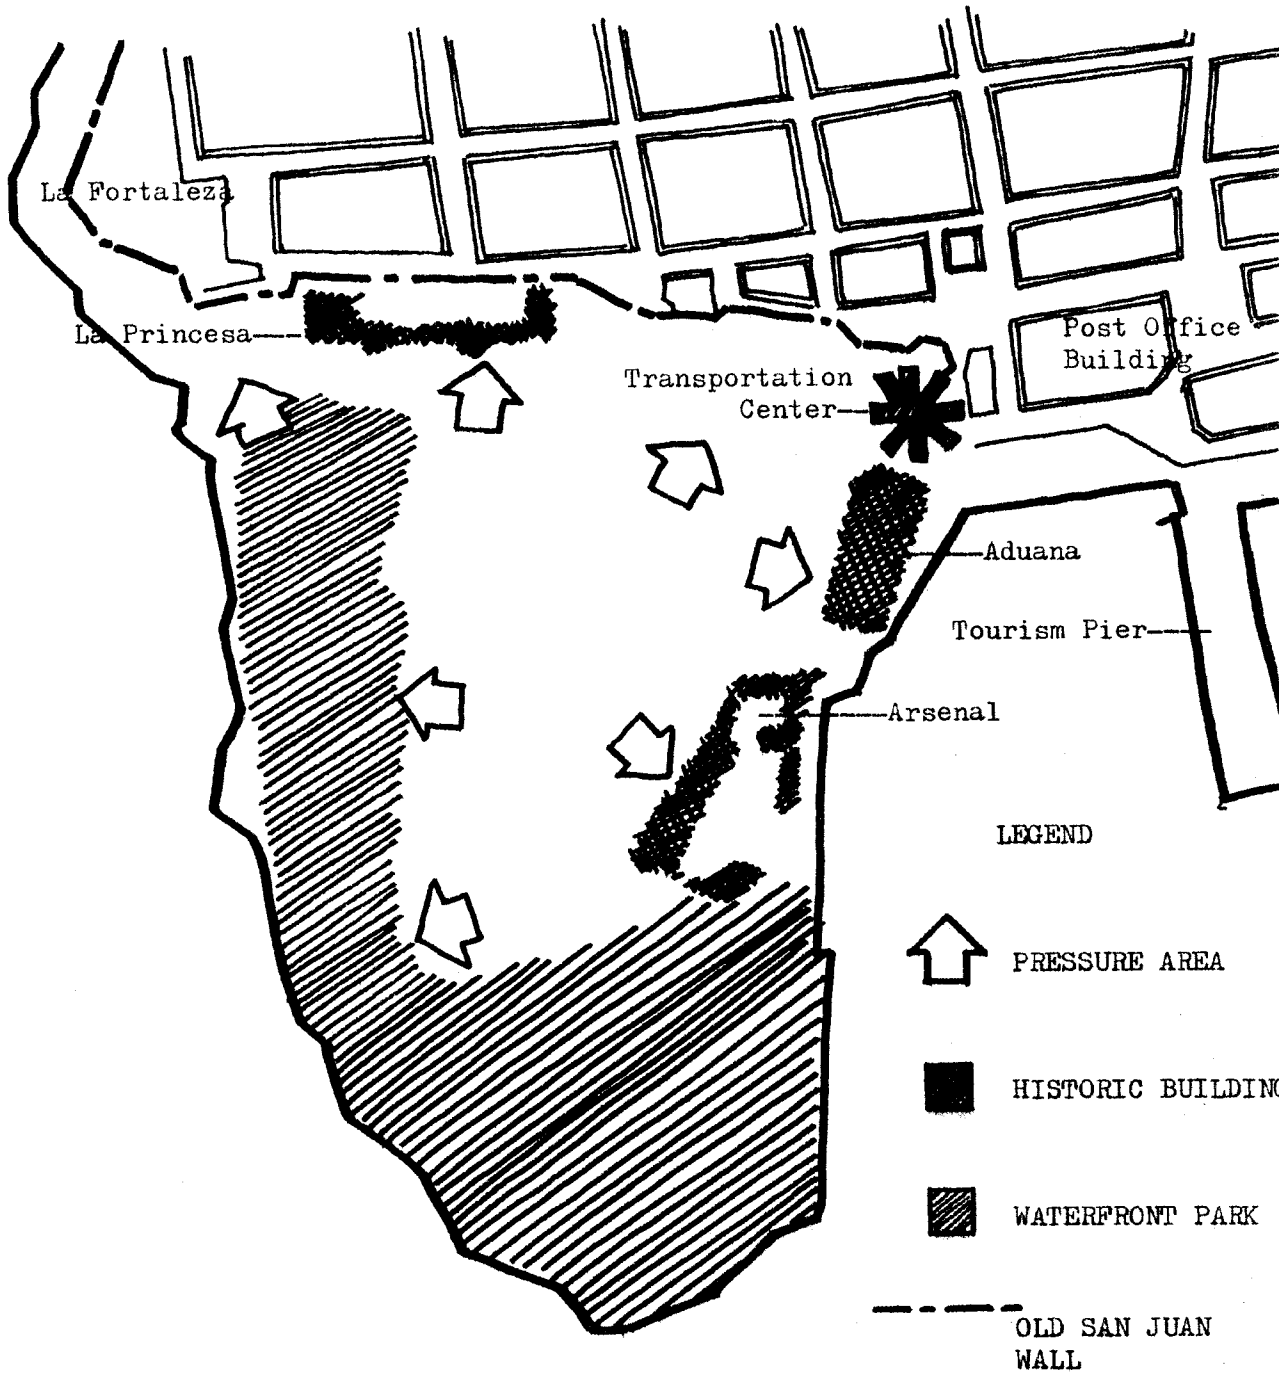 La Fortaleza
La Princesa
Post Office
Building
Transportation
Center
Aduana
Tourism Pier
Arsenal
LEGEND
PRESSURE AREA
HISTORIC BUILDING
WATERFRONT PARK
OLD SAN JUAN
WALL